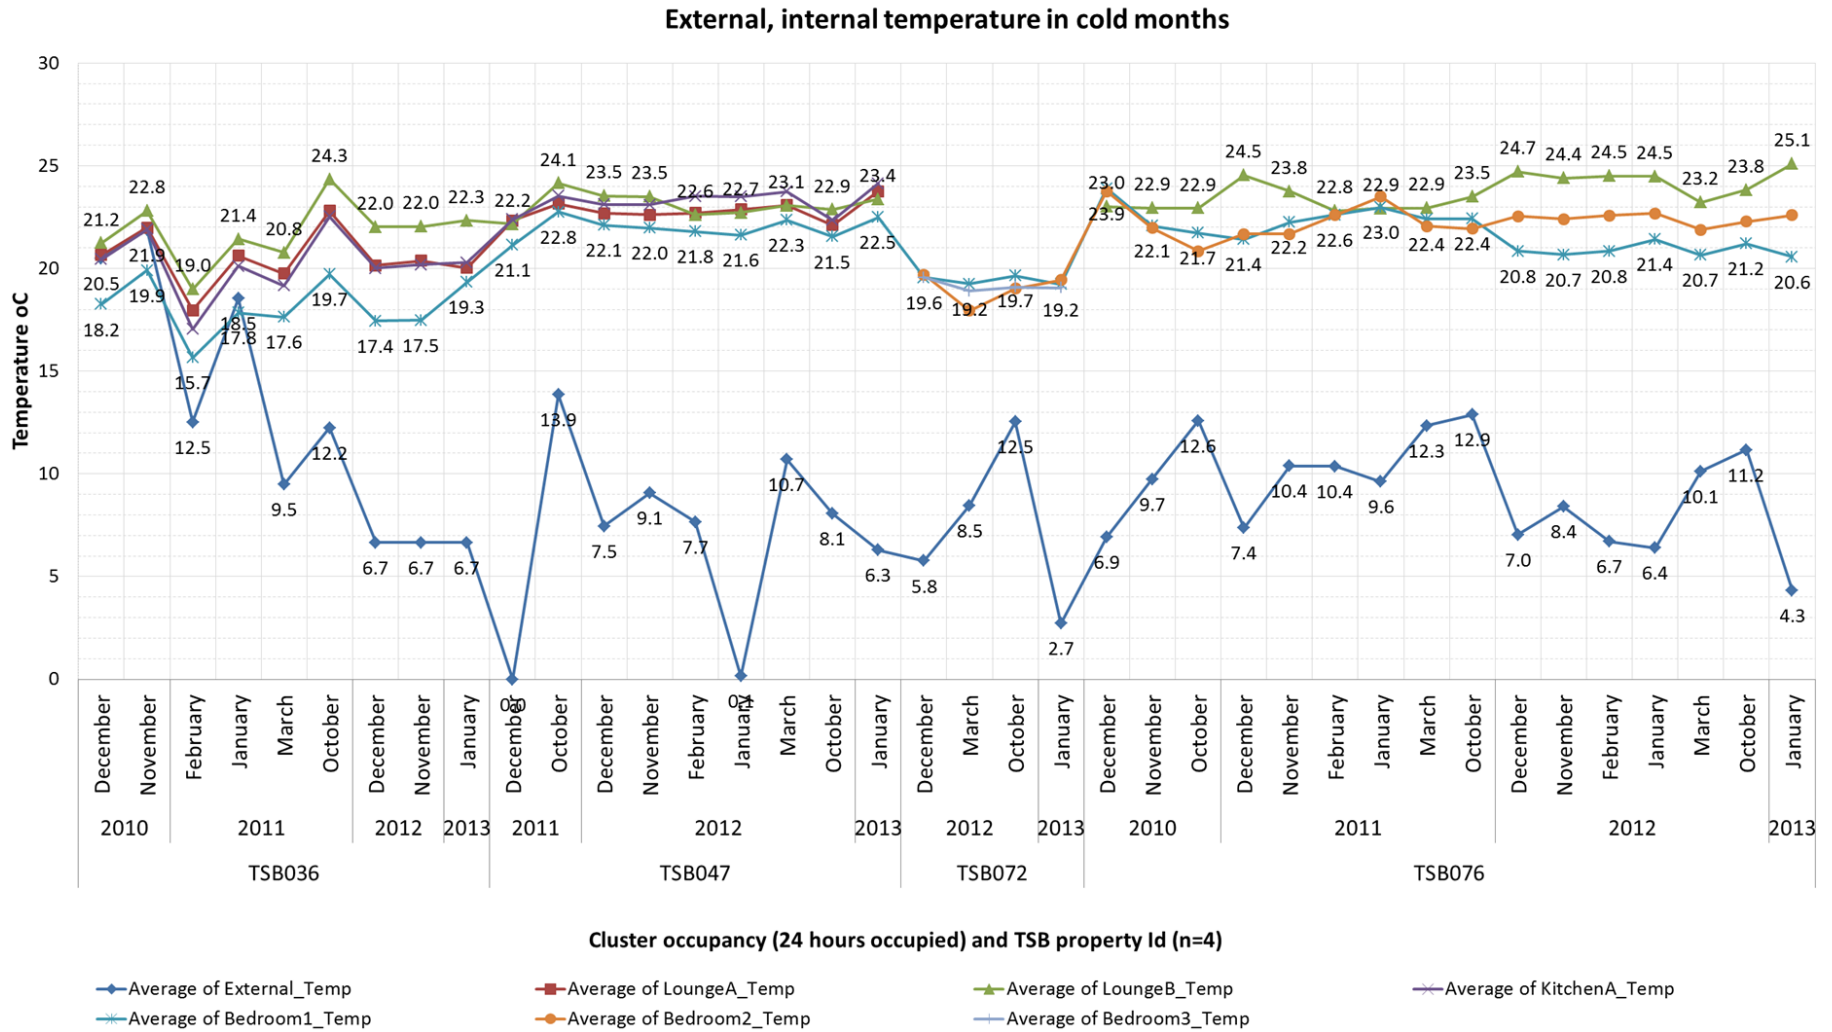 External, internal temperature in cold months
Temperature oC
30
25
20
15
10
5
0
21.2 22.8 19.0 21.4 20.8 24.3 22.0 22.0 22.3 22.2 24.1 23.5 23.5 22.6 22.7 23.1 22.9 23.4 23.0 22.9 22.9 24.5 23.8 22.8 22.9 22.9 23.5 24.7 24.4 24.5 24.5 23.2 23.8 25.1
18.2 19.9 15.7 17.8 17.6 19.7 17.4 17.5 19.3 21.1 22.8 22.1 22.0 21.8 21.6 22.3 21.5 22.5 19.6 19.2 19.7 19.2 23.9 22.1 21.7 21.4 22.2 22.6 23.0 22.4 22.4 20.8 20.7 20.8 21.4 20.7 21.2 20.6
20.5 21.9 12.5 18.5 9.5 12.2 6.7 6.7 6.7 0.0 13.9 7.5 9.1 7.7 0.1 10.7 8.1 6.3 5.8 8.5 12.5 2.7 6.9 9.7 12.6 7.4 10.4 10.4 9.6 12.3 12.9 7.0 8.4 6.7 6.4 10.1 11.2 4.3
December November February January March October December November January December October December November February January March October January December March October January December November October December November February January March October December November February January March October January
2010 2011 2012 2013 2011 2012 2013 2012 2013 2010 2011 2012 2013
TSB036 TSB047 TSB072 TSB076
Cluster occupancy (24 hours occupied) and TSB property Id (n=4)
Average of External_Temp Average of LoungeA_Temp Average of LoungeB_Temp Average of KitchenA_Temp
Average of Bedroom1_Temp Average of Bedroom2_Temp Average of Bedroom3_Temp